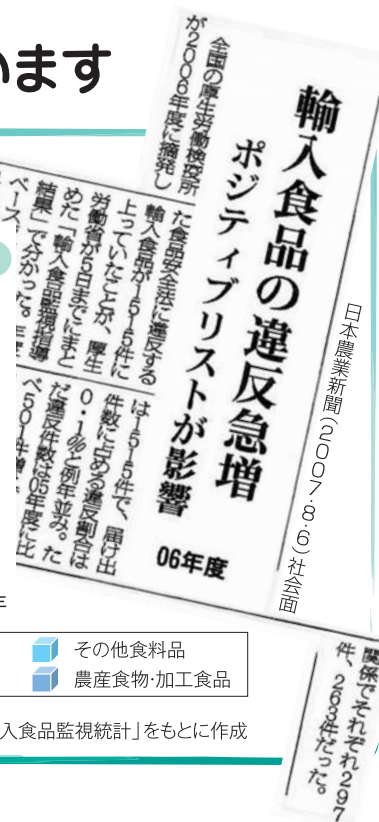 います
輸入食品の違反急増
ポジティブリストが影響
06年度
全国の厚生労働検疫所
が2006年度に摘発し
た食品安全法に違反する
輸入食品が1515件に
上っていたことが、厚生
労働省が5日までにまと
めた「輸入食品監視指導
結果」で分かった。
ベース
は1515件で、届け出
件数に占める違反割合は
0・1%と例年並み。た
だ違反件数は05年度に比
べ501件増
関係でそれぞれ297
件、263件だった。
日本農業新聞(2007・8・6)社会面
その他食料品
農産食物・加工食品
入食品監視統計」をもとに作成